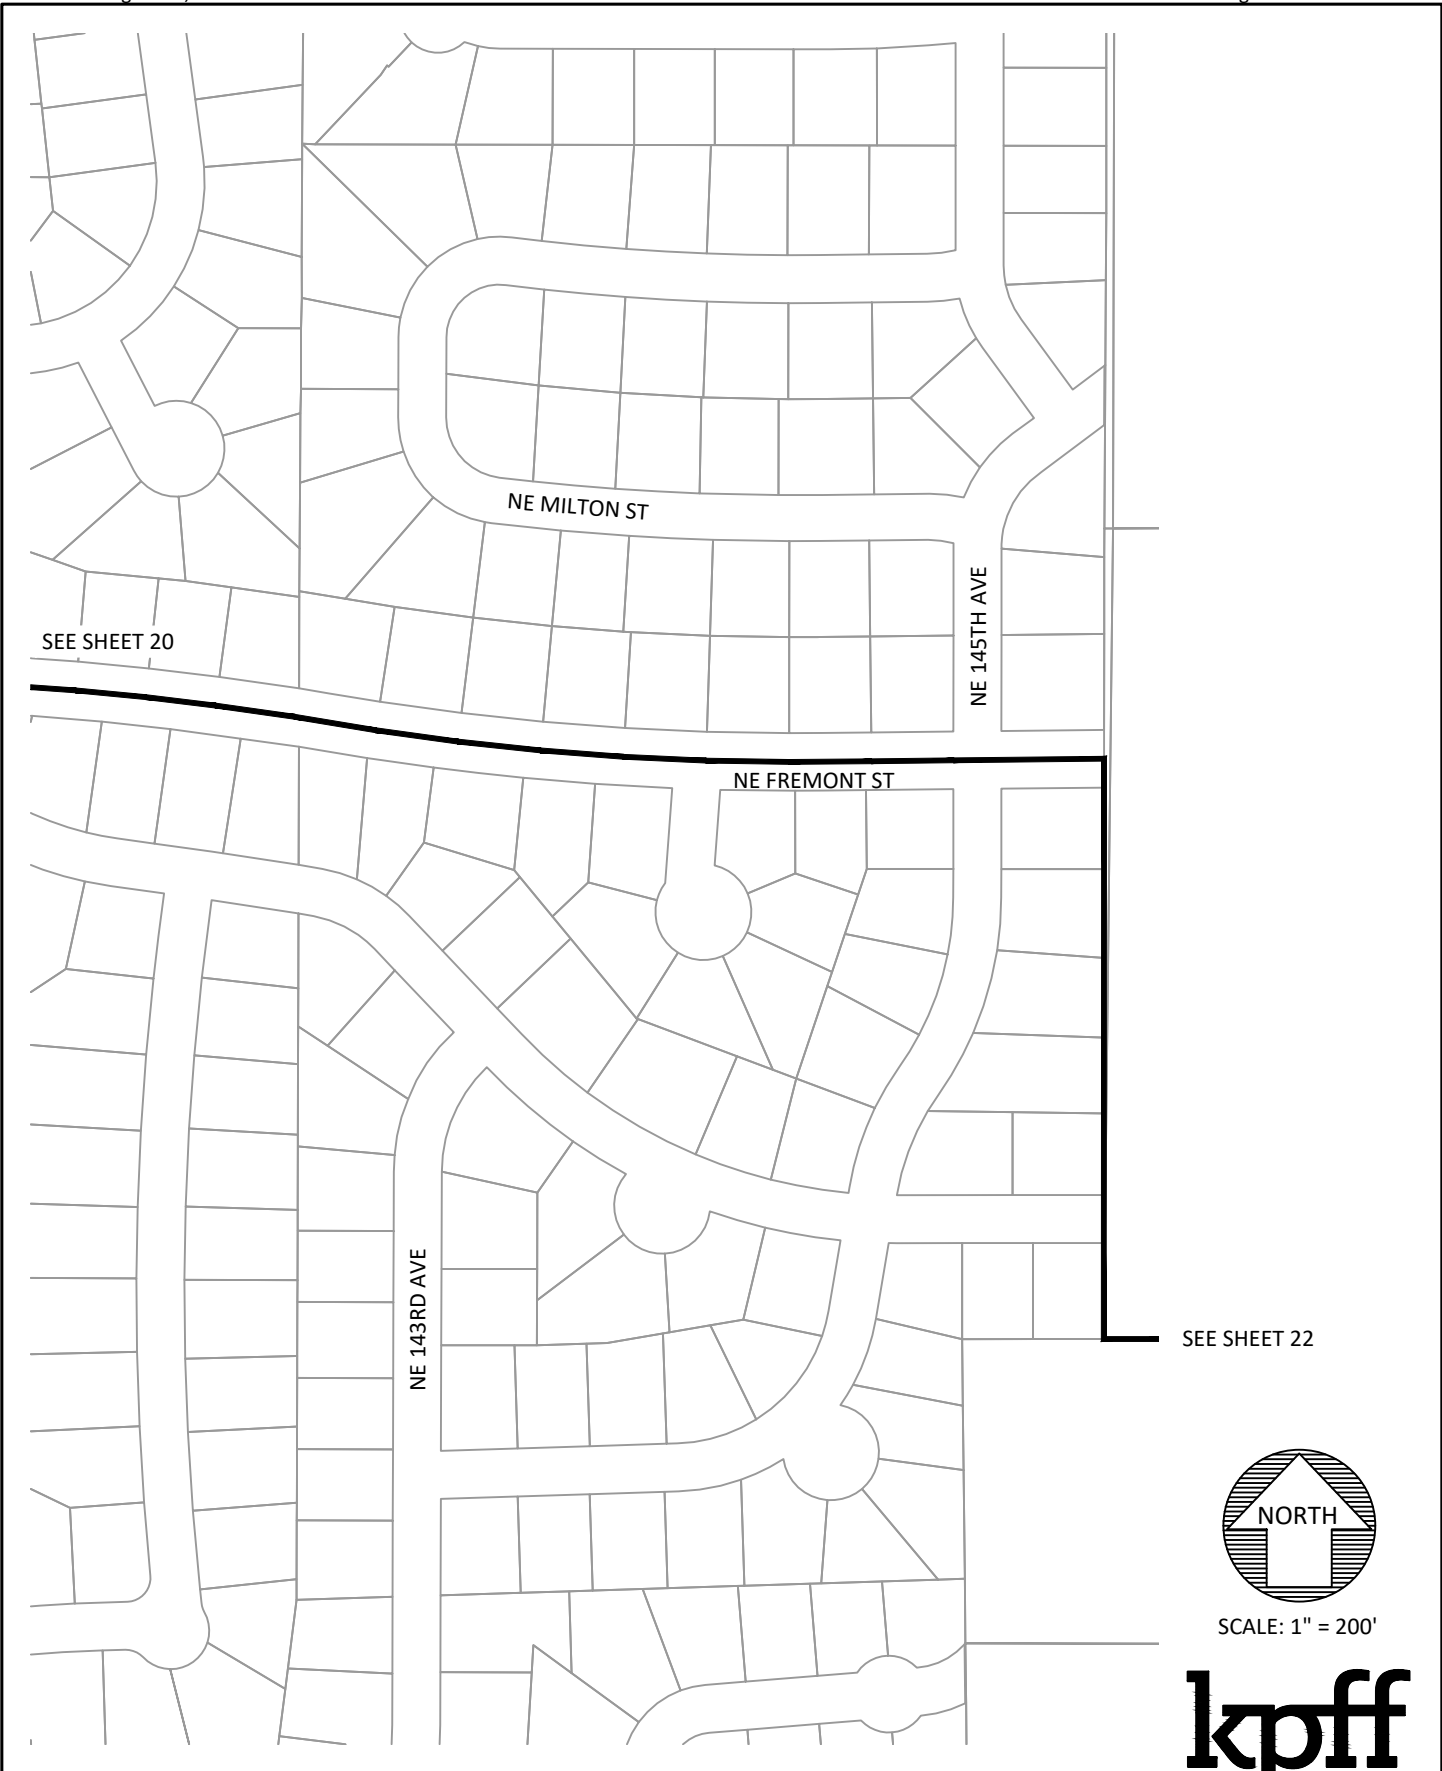 NE MILTON ST
NE 145TH AVE
SEE SHEET 20
NE FREMONT ST
NE 143RD AVE
SEE SHEET 22
NORTH
SCALE: 1" = 200'
kpff